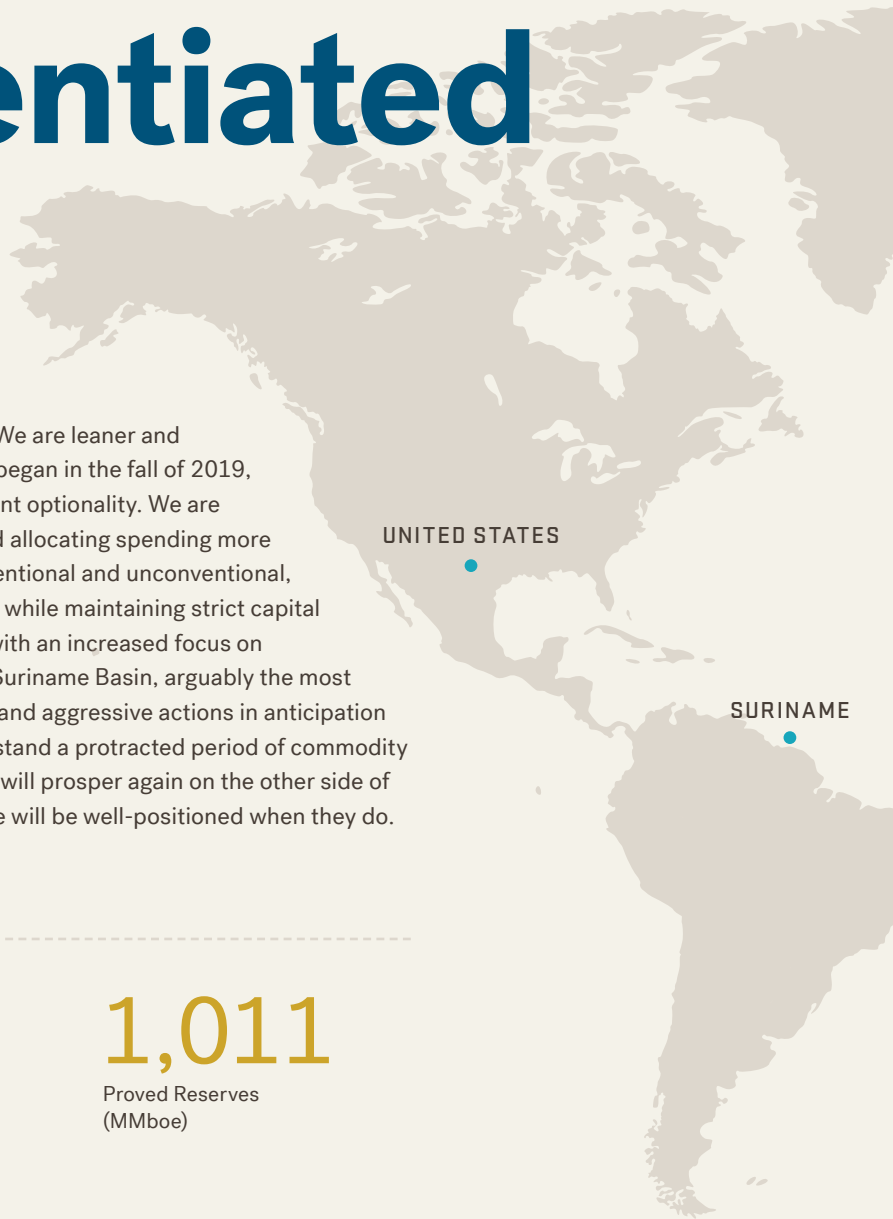 entiated
We are leaner and
began in the fall of 2019,
nt optionality. We are
d allocating spending more
entional and unconventional,
while maintaining strict capital
with an increased focus on
Suriname Basin, arguably the most
and aggressive actions in anticipation
stand a protracted period of commodity
will prosper again on the other side of
e will be well-positioned when they do.
UNITED STATES
SURINAME
1,011
Proved Reserves
(MMboe)